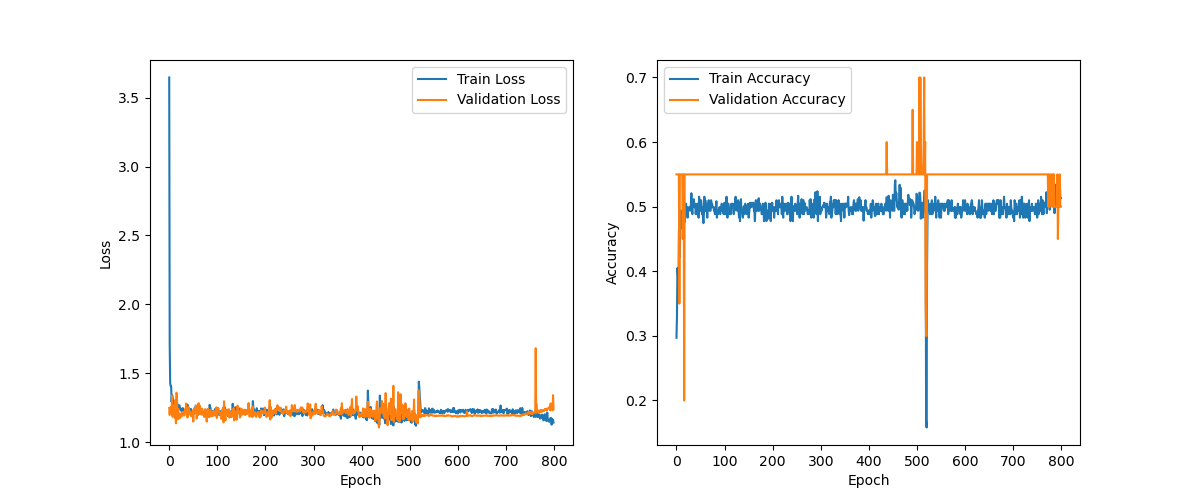 Train Loss
Validation Loss
3.5
3.0
2.5
2.0
1.5
1.0
Loss
0 100 200 300 400 500 600 700 800
Epoch
Train Accuracy
Validation Accuracy
0.7
0.6
0.5
0.4
0.3
0.2
Accuracy
0 100 200 300 400 500 600 700 800
Epoch